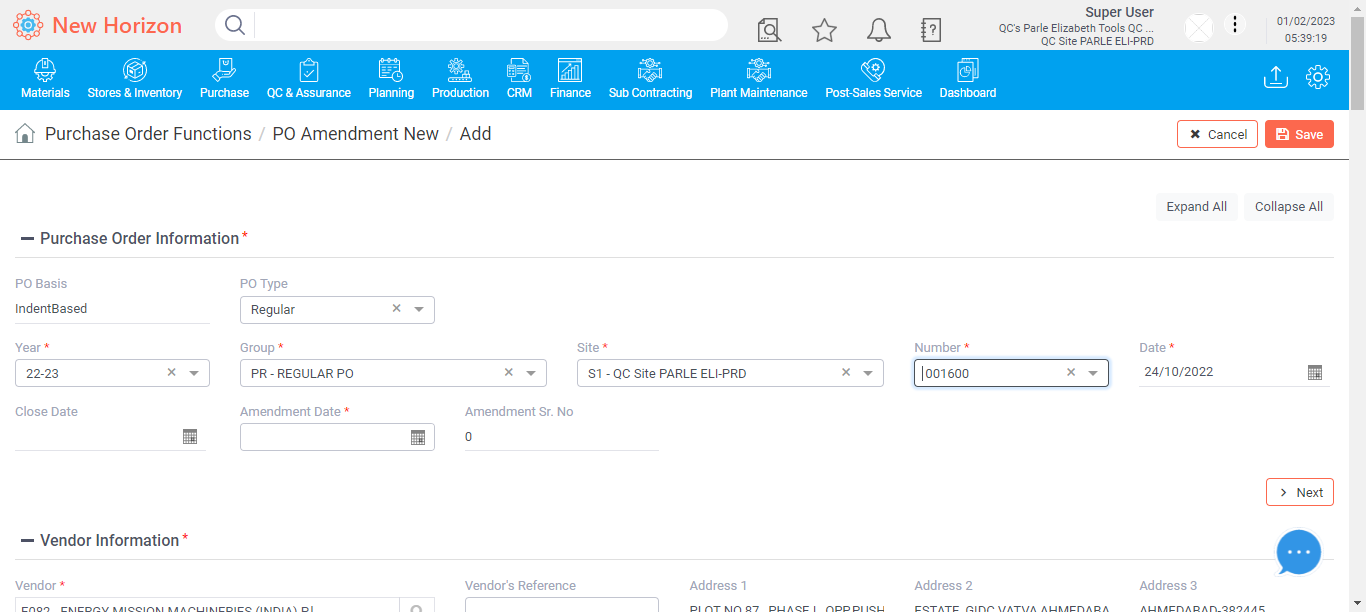 New Horizon
Super User
QC's Parle Elizabeth Tools QC ...
QC Site PARLE ELI-PRD
01/02/2023
05:39:19
Materials
Stores & Inventory
Purchase
QC & Assurance
Planning
Production
CRM
Finance
Sub Contracting
Plant Maintenance
Post-Sales Service
Dashboard
Purchase Order Functions / PO Amendment New / Add
Cancel
Save
Expand All
Collapse All
Purchase Order Information*
PO Basis
PO Type
IndentBased
Regular
Year *
Group *
Site *
Number *
Date *
22-23
PR - REGULAR PO
S1 - QC Site PARLE ELI-PRD
001600
24/10/2022
Close Date
Amendment Date *
Amendment Sr. No
0
Next
Vendor Information*
Vendor *
Vendor's Reference
Address 1
Address 2
Address 3
E082 - ENERGY MISSION MACHINERIES (INDIA) P.L
PLOT NO 87, PHASE I, OPP.PUSH
ESTATE, GIDC VATVA AHMEDABA
AHMEDABAD-382445